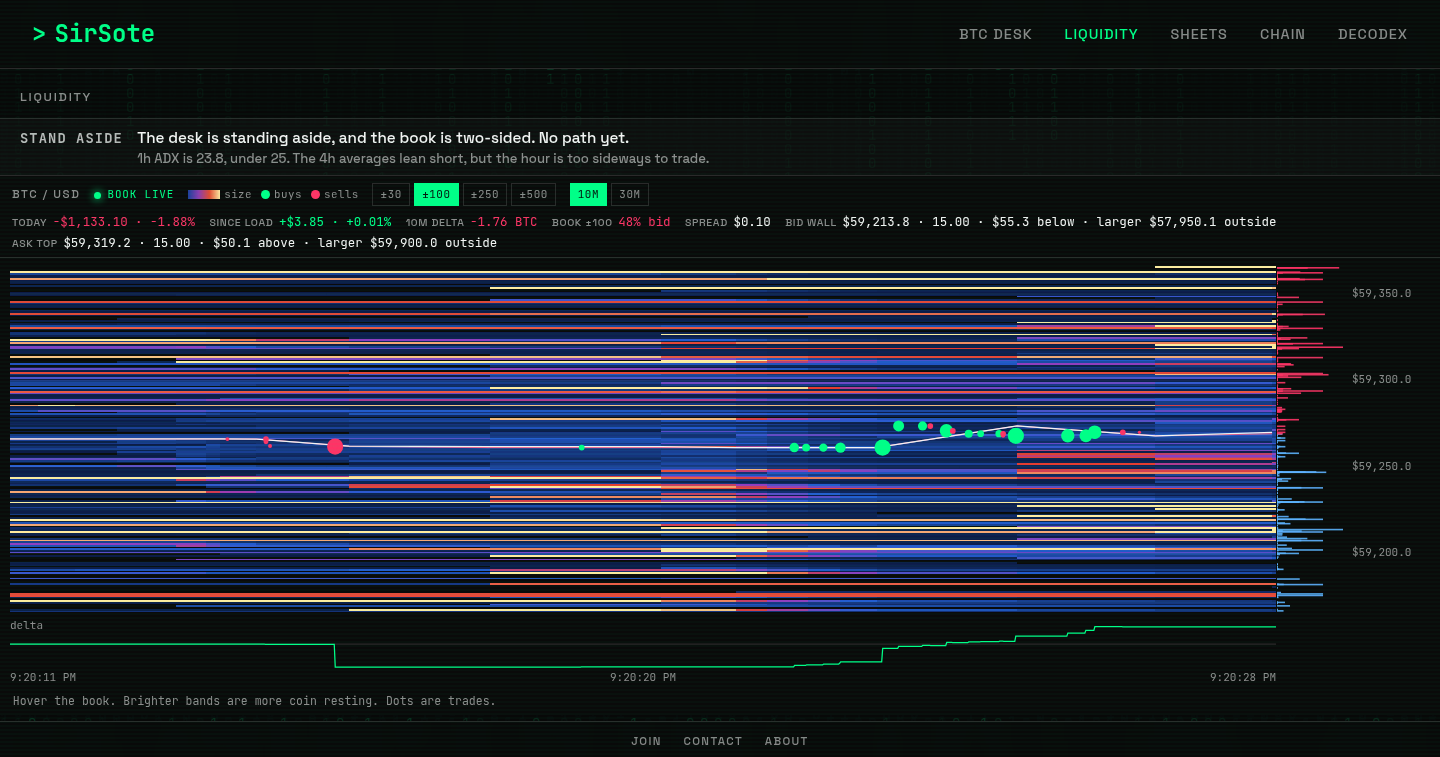 > SirSote
BTC DESK LIQUIDITY SHEETS CHAIN DECODEX
LIQUIDITY
STAND ASIDE The desk is standing aside, and the book is two-sided. No path yet.
1h ADX is 23.8, under 25. The 4h averages lean short, but the hour is too sideways to trade.
BTC / USD BOOK LIVE size buys sells ±30 ±100 ±250 ±500 10M 30M
TODAY -$1,133.10 · -1.88% SINCE LOAD +$3.85 · +0.01% 10M DELTA -1.76 BTC BOOK ±100 48% bid SPREAD $0.10 BID WALL $59,213.8 · 15.00 · $55.3 below · larger $57,950.1 outside
ASK TOP $59,319.2 · 15.00 · $50.1 above · larger $59,900.0 outside
$59,350.0
$59,300.0
$59,250.0
$59,200.0
delta
9:20:11 PM 9:20:20 PM 9:20:28 PM
Hover the book. Brighter bands are more coin resting. Dots are trades.
JOIN CONTACT ABOUT